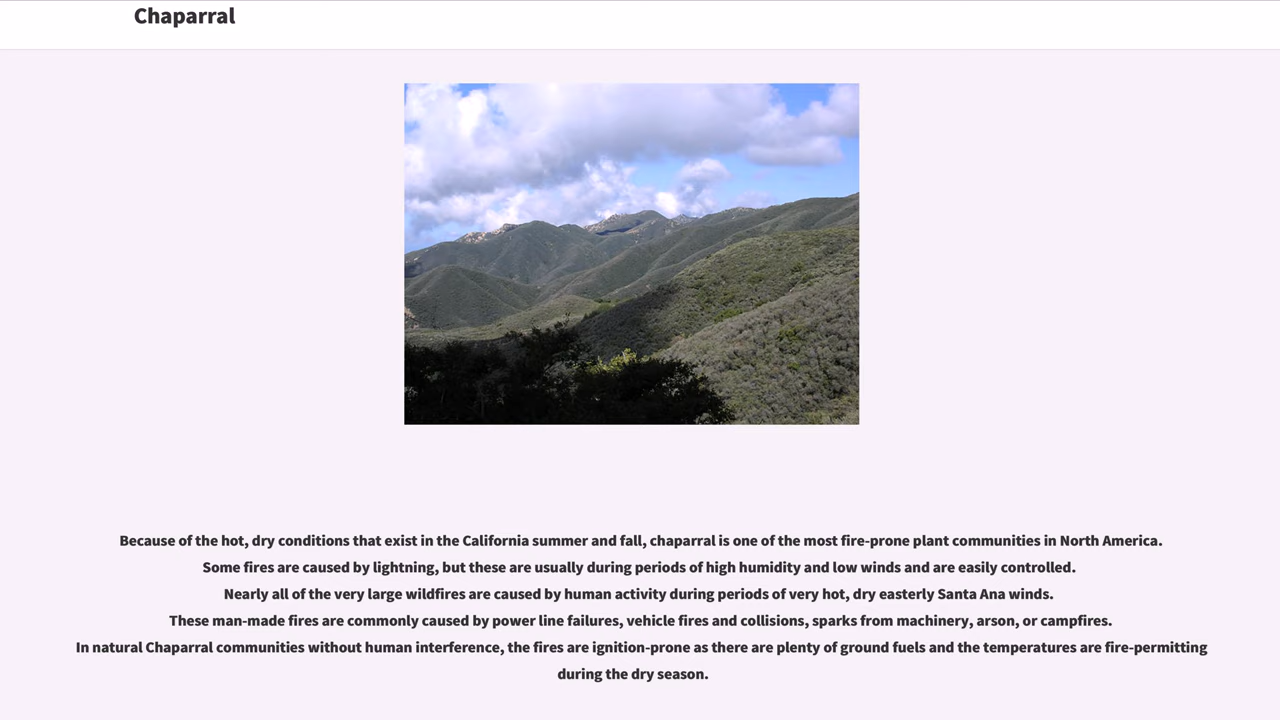 Chaparral
Because of the hot, dry conditions that exist in the California summer and fall, chaparral is one of the most fire-prone plant communities in North America.
Some fires are caused by lightning, but these are usually during periods of high humidity and low winds and are easily controlled.
Nearly all of the very large wildfires are caused by human activity during periods of very hot, dry easterly Santa Ana winds.
These man-made fires are commonly caused by power line failures, vehicle fires and collisions, sparks from machinery, arson, or campfires.
In natural Chaparral communities without human interference, the fires are ignition-prone as there are plenty of ground fuels and the temperatures are fire-permitting
during the dry season.